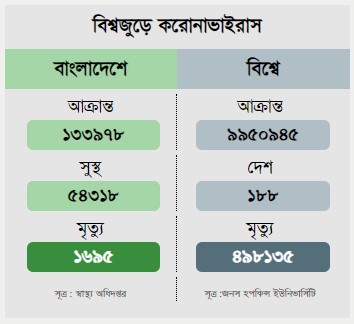 বিশ্বজুড়ে করোনাভাইরাস
বাংলাদেশে
বিশ্বে
আক্রান্ত
আক্রান্ত
১৩৩৯৭৮
৯৯৫০৯৪৫
সুস্থ
দেশ
৫৪৩১৮
১৮৮
মৃত্যু
মৃত্যু
১৬৯৫
৪৯৮১৩৫
সূত্র : স্বাস্থ্য অধিদপ্তর
সূত্র :জনস হপকিন্স ইউনিভার্সিটি